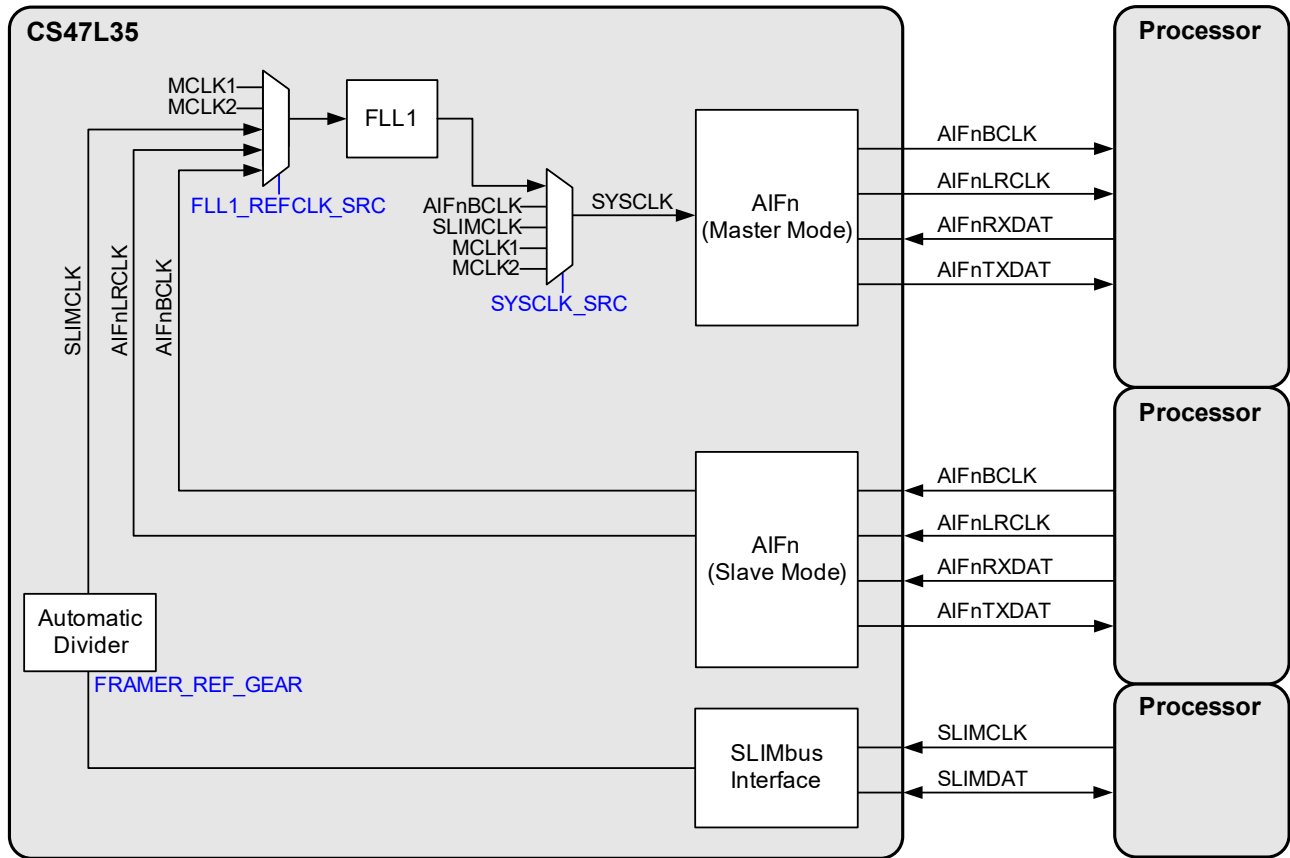 CS47L35
Processor
MCLK1
MCLK2
FLL1
FLL1_REFCLK_SRC
AIFnBCLK
SLIMCLK
MCLK1
MCLK2
SYSCLK_SRC
SYSCLK
AIFn
(Master Mode)
AIFnBCLK
AIFnLRCLK
AIFnRXDAT
AIFnTXDAT
SLIMCLK
AIFnLRCLK
AIFnBCLK
Processor
AIFn
(Slave Mode)
AIFnBCLK
AIFnLRCLK
AIFnRXDAT
AIFnTXDAT
Automatic
Divider
FRAMER_REF_GEAR
Processor
SLIMbus
Interface
SLIMCLK
SLIMDAT